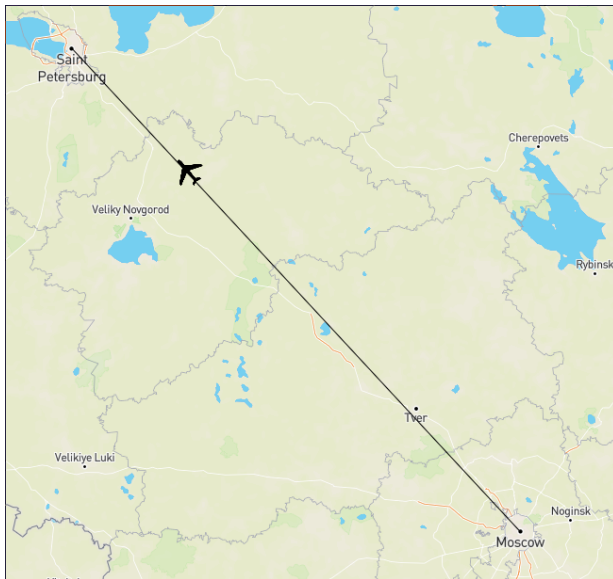 Saint
Petersburg
Cherepovets
Veliky Novgorod
Rybinsk
Tver
Velikiye Luki
Noginsk
Moscow